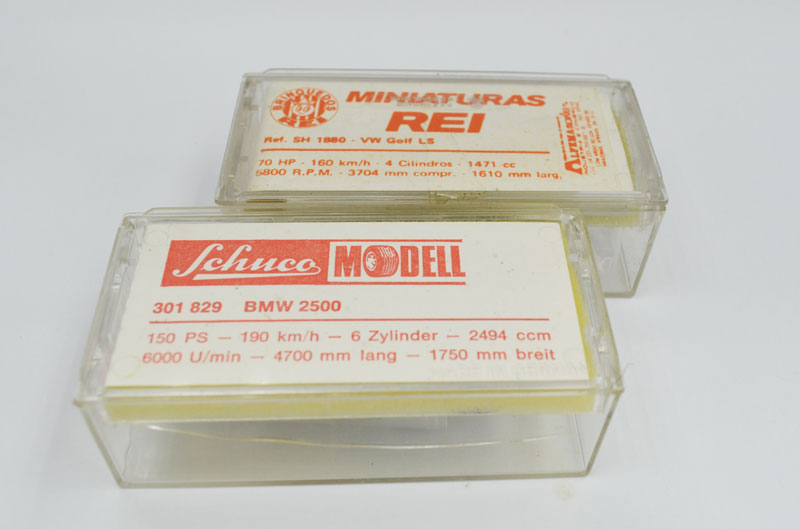 BRINQUEDOS
REI
MINIATURAS
REI
Ref. SH 1880 - VW Golf LS
70 HP - 160 km/h - 4 Cilindros - 1471 cc
5800 R.P.M. - 3704 mm compr. - 1610 mm larg.
Schuco MODELL
301 829 BMW 2500
150 PS — 190 km/h — 6 Zylinder — 2494 ccm
6000 U/min — 4700 mm lang — 1750 mm breit